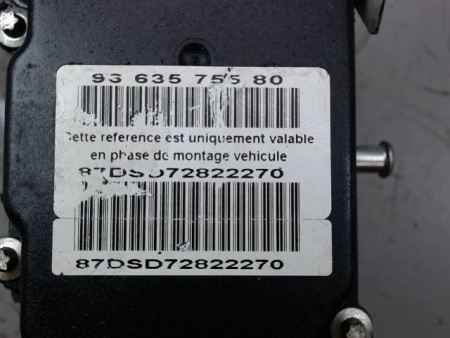 96 635 755 80
Cette reference est uniquement valable
en phase de montage vehicule
87DSD72822270
87DSD72822270